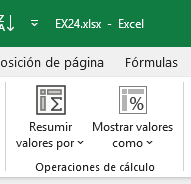 EX24.xlsx - Excel
osición de página Fórmulas
Resumir Mostrar valores
valores por como
Operaciones de cálculo